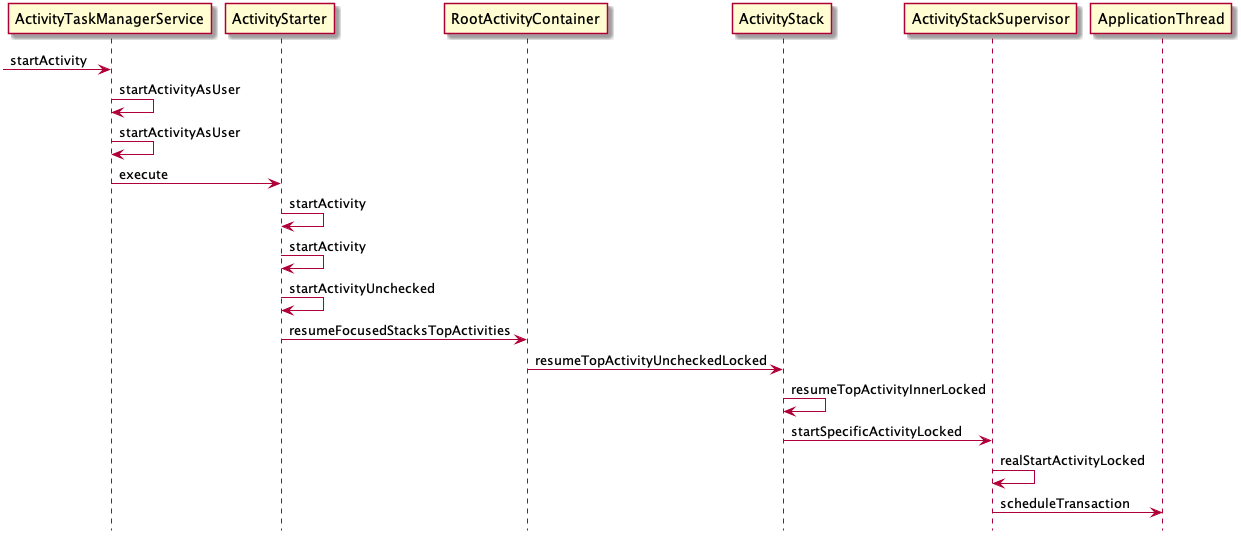 ActivityTaskManagerService
ActivityStarter
RootActivityContainer
ActivityStack
ActivityStackSupervisor
ApplicationThread
startActivity
startActivityAsUser
startActivityAsUser
execute
startActivity
startActivity
startActivityUnchecked
resumeFocusedStacksTopActivities
resumeTopActivityUncheckedLocked
resumeTopActivityInnerLocked
startSpecificActivityLocked
realStartActivityLocked
scheduleTransaction